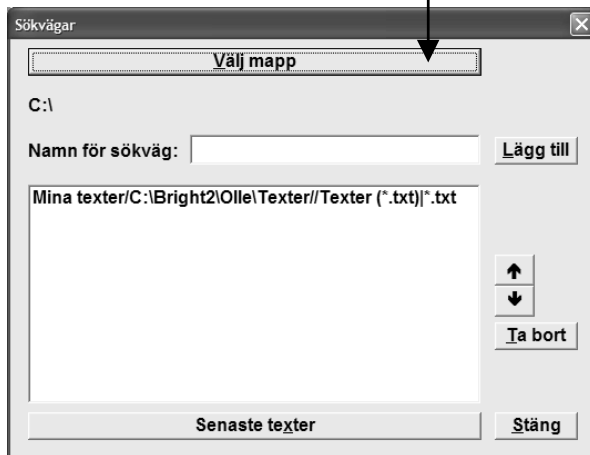 Sökvägar
Välj mapp
C:\
Namn för sökväg:
Lägg till
Mina texter/C:\Bright2\Olle\Texter//Texter (*.txt)|*.txt
Ta bort
Senaste texter
Stäng